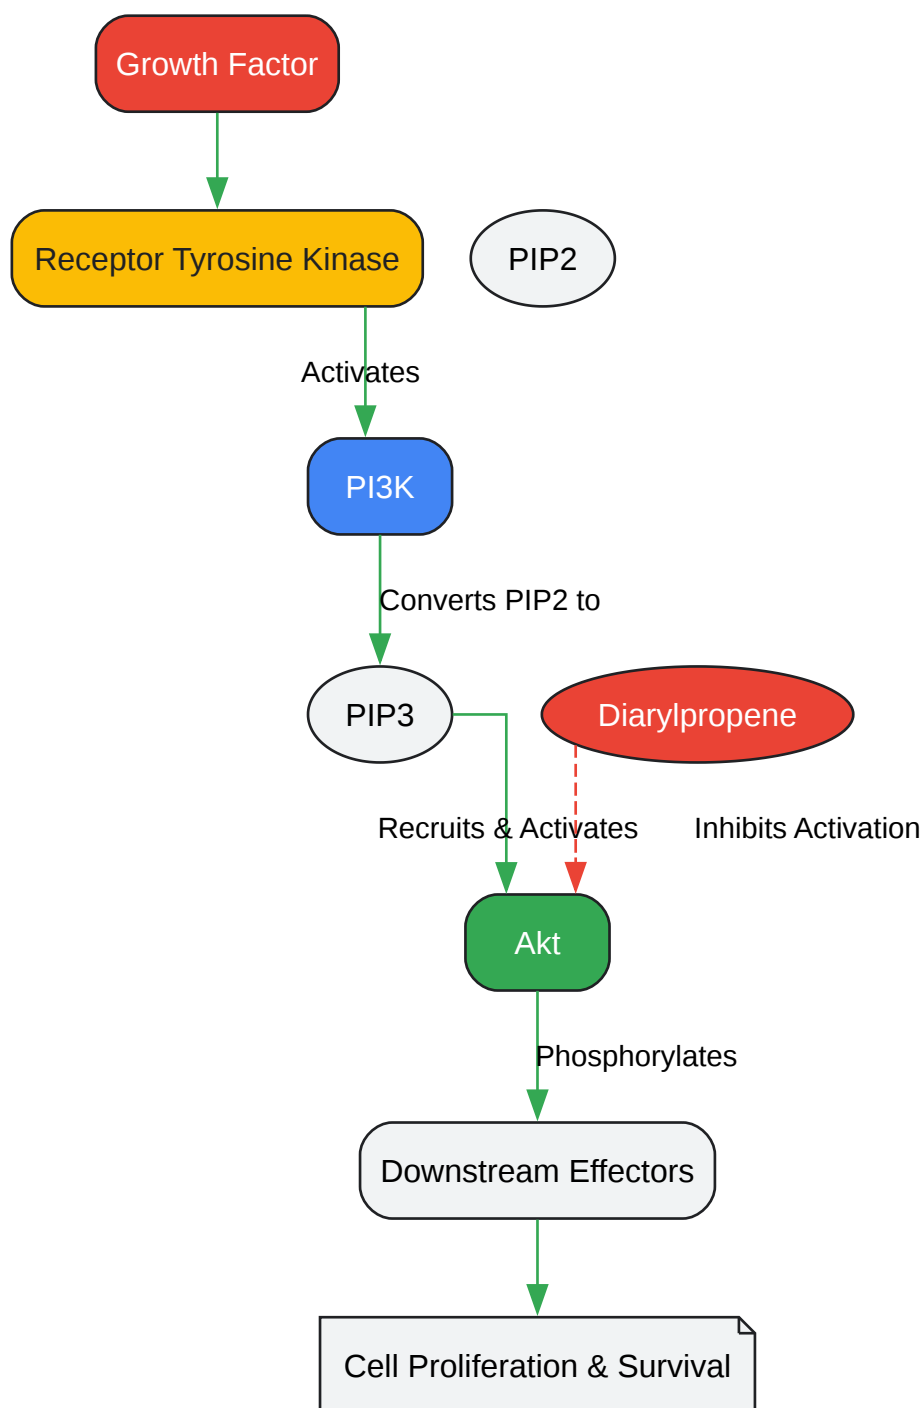 Growth Factor
Receptor Tyrosine Kinase
PIP2
Activates
PI3K
Converts PIP2 to
PIP3
Diarylpropene
Recruits & Activates
Inhibits Activation
Akt
Phosphorylates
Downstream Effectors
Cell Proliferation & Survival